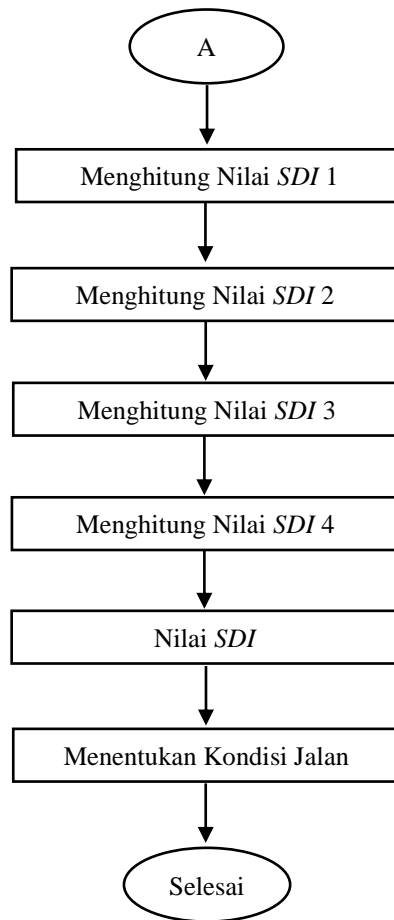 A
Menghitung Nilai SDI 1
Menghitung Nilai SDI 2
Menghitung Nilai SDI 3
Menghitung Nilai SDI 4
Nilai SDI
Menentukan Kondisi Jalan
Selesai